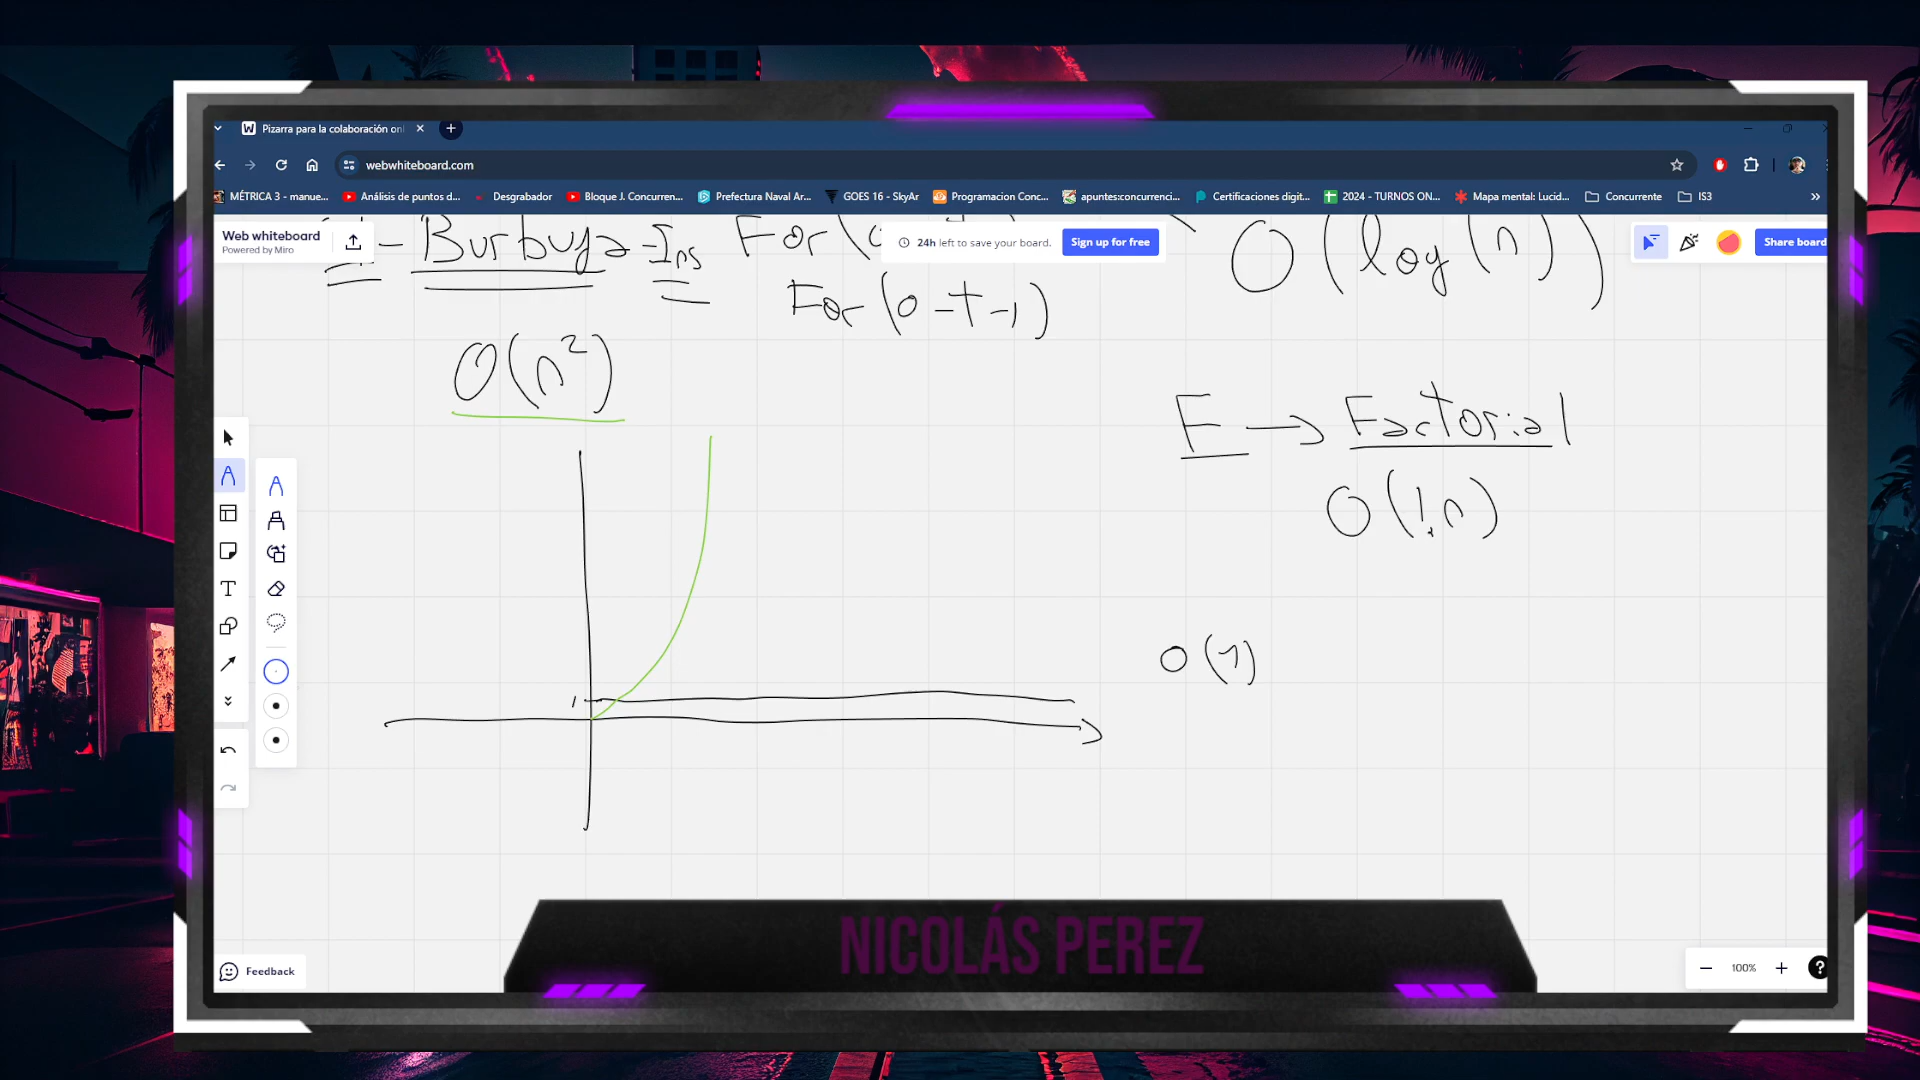 Pizarra para la colaboración onl
webwhiteboard.com
MÉTRICA 3 - manue...
Análisis de puntos d...
Desgrabador
Bloque J. Concurren...
Prefectura Naval Ar...
GOES 16 - SkyAr
Programacion Conc...
apuntes:concurrenci...
Certificaciones digit...
2024 - TURNOS ON...
Mapa mental: Lucid...
Concurrente
IS3
»
Web whiteboard
Powered by Miro
24h left to save your board.
Sign up for free
Share board
- Burbuja - Ins
For (
For (0 - T - 1)
O(log(n))
O(n²)
E → Factorial
O(!n)
O(1)
1
Feedback
100%
NICOLÁS PEREZ